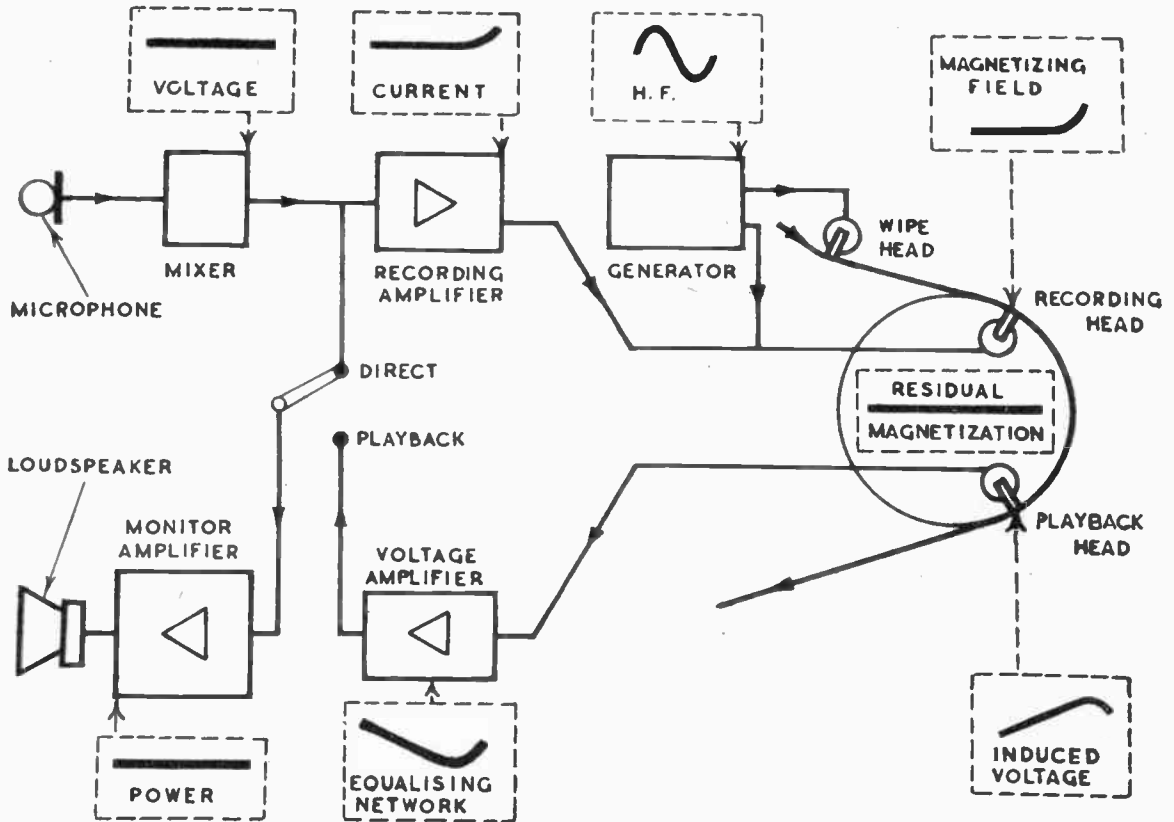 VOLTAGE
CURRENT
H. F.
MAGNETIZING
FIELD
MICROPHONE
MIXER
RECORDING
AMPLIFIER
GENERATOR
WIPE
HEAD
RECORDING
HEAD
DIRECT
PLAYBACK
RESIDUAL
MAGNETIZATION
LOUDSPEAKER
MONITOR
AMPLIFIER
VOLTAGE
AMPLIFIER
PLAYBACK
HEAD
POWER
EQUALISING
NETWORK
INDUCED
VOLTAGE